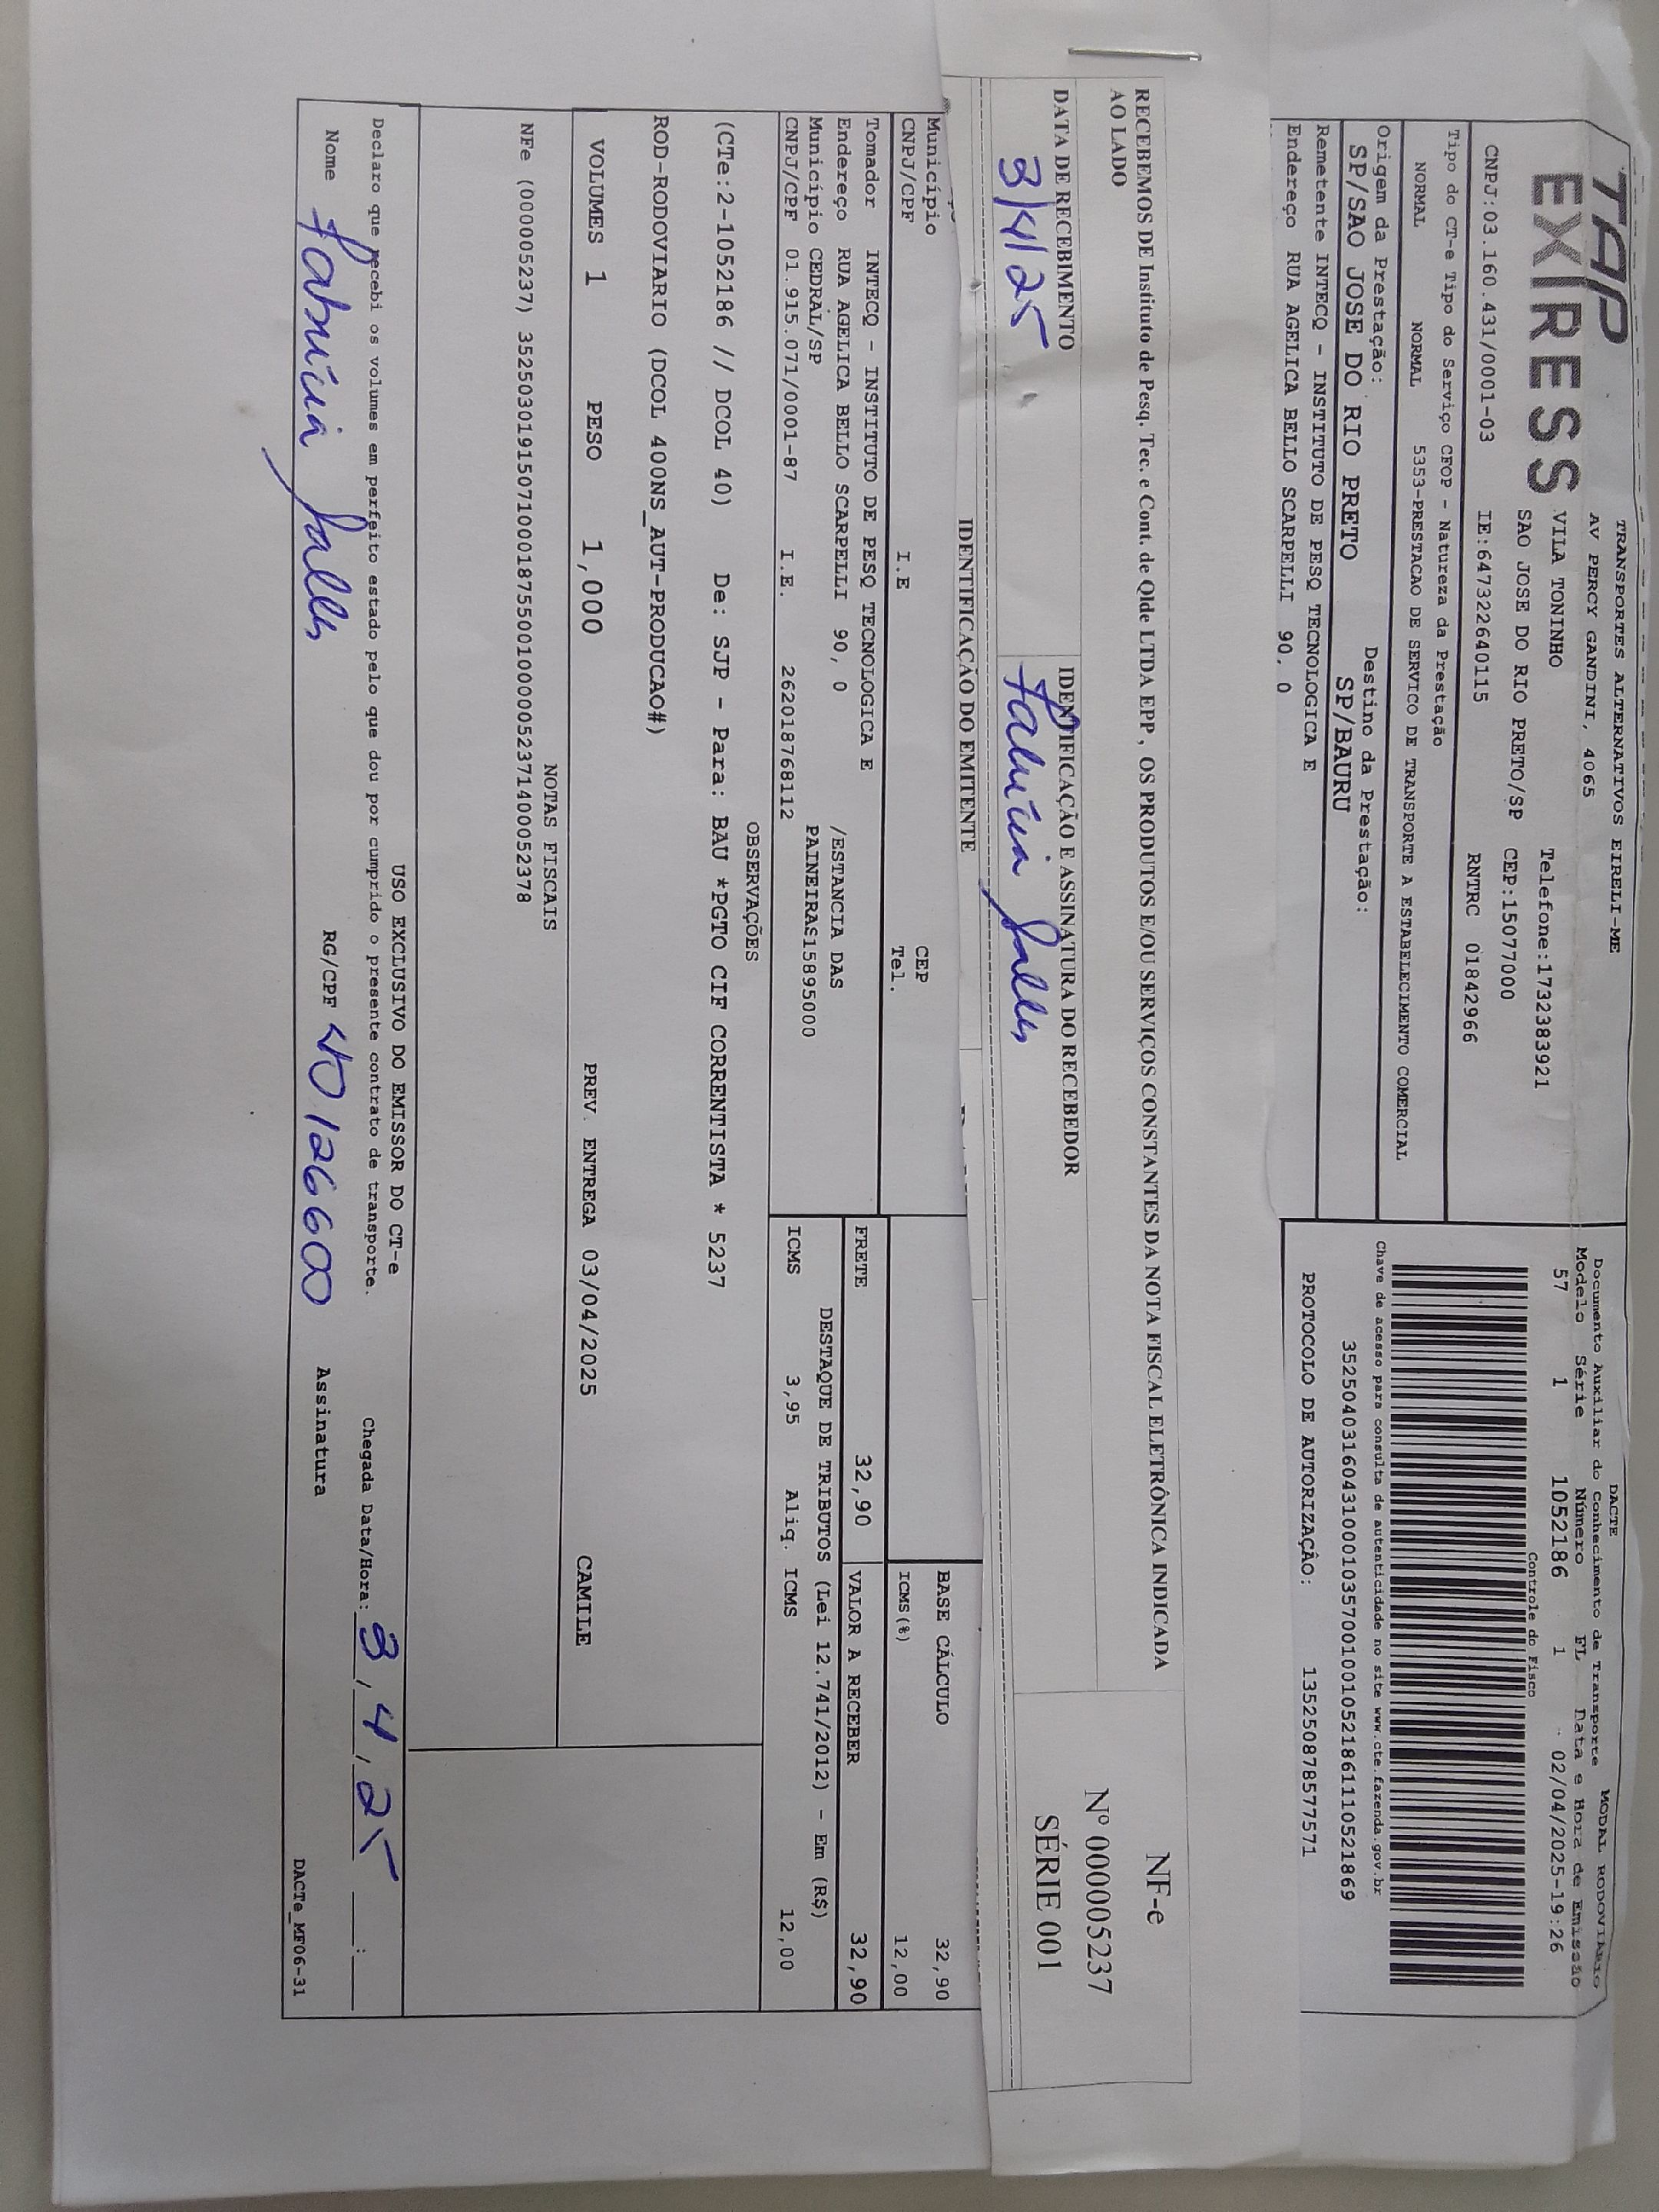 TAP
EXPRESS
TRANSPORTES ALTERNATIVOS EIRELI-ME
AV PERCY GANDINI, 4065
VILA TONINHO Telefone:1732383921
SAO JOSE DO RIO PRETO/SP CEP:15077000
CNPJ:03.160.431/0001-03 IE:647322640115 RNTRC 01842966
Tipo do CT-e Tipo do Serviço CFOP - Natureza da Prestação
NORMAL NORMAL 5353-PRESTACAO DE SERVICO DE TRANSPORTE A ESTABELECIMENTO COMERCIAL
Origem da Prestação: Destino da Prestação:
SP/SAO JOSE DO RIO PRETO SP/BAURU
Remetente INTECQ - INSTITUTO DE PESQ TECNOLOGICA E
Endereço RUA AGELICA BELLO SCARPELLI 90, 0
DACTE MODAL RODOVIARIO
Documento Auxiliar do Conhecimento de Transporte
Modelo Série Número FL Data e Hora de Emissão
57 1 1052186 1 02/04/2025-19:26
Controle do Fisco
Chave de acesso para consulta de autenticidade no site www.cte.fazenda.gov.br
35250403160431000103570010010521861110521869
PROTOCOLO DE AUTORIZAÇÃO: 135250878577571
RECEBEMOS DE Instituto de Pesq. Tec. e Cont. de Qlde LTDA EPP , OS PRODUTOS E/OU SERVIÇOS CONSTANTES DA NOTA FISCAL ELETRÔNICA INDICADA
AO LADO
DATA DE RECEBIMENTO IDENTIFICAÇÃO E ASSINATURA DO RECEBEDOR
3/4/25 Fabrícia Salles
NF-e
Nº 000005237
SÉRIE 001
IDENTIFICAÇÃO DO EMITENTE
Município CEP
CNPJ/CPF I.E Tel.
BASE CÁLCULO 32,90
ICMS(%) 12,00
Tomador INTECQ - INSTITUTO DE PESQ TECNOLOGICA E
Endereço RUA AGELICA BELLO SCARPELLI 90, 0 /ESTANCIA DAS
Município CEDRAL/SP PAINEIRAS15895000
CNPJ/CPF 01.915.071/0001-87 I.E. 262018768112
FRETE 32,90 VALOR A RECEBER 32,90
DESTAQUE DE TRIBUTOS (Lei 12.741/2012) - Em (R$)
ICMS 3,95 Aliq. ICMS 12,00
OBSERVAÇÕES
(CTe:2-1052186 // DCOL 40) De: SJP - Para: BAU *PGTO CIF CORRENTISTA * 5237
ROD-RODOVIARIO (DCOL 400NS_AUT-PRODUCAO#)
VOLUMES 1 PESO 1,000 PREV. ENTREGA 03/04/2025 CAMILE
NOTAS FISCAIS
NFe (000005237) 35250301915071000187550010000052371400052378
USO EXCLUSIVO DO EMISSOR DO CT-e
Declaro que recebi os volumes em perfeito estado pelo que dou por cumprido o presente contrato de transporte. Chegada Data/Hora: 3/4/25 :
Nome Fabrícia Salles RG/CPF 40126600 Assinatura
DACTe_MF06-31